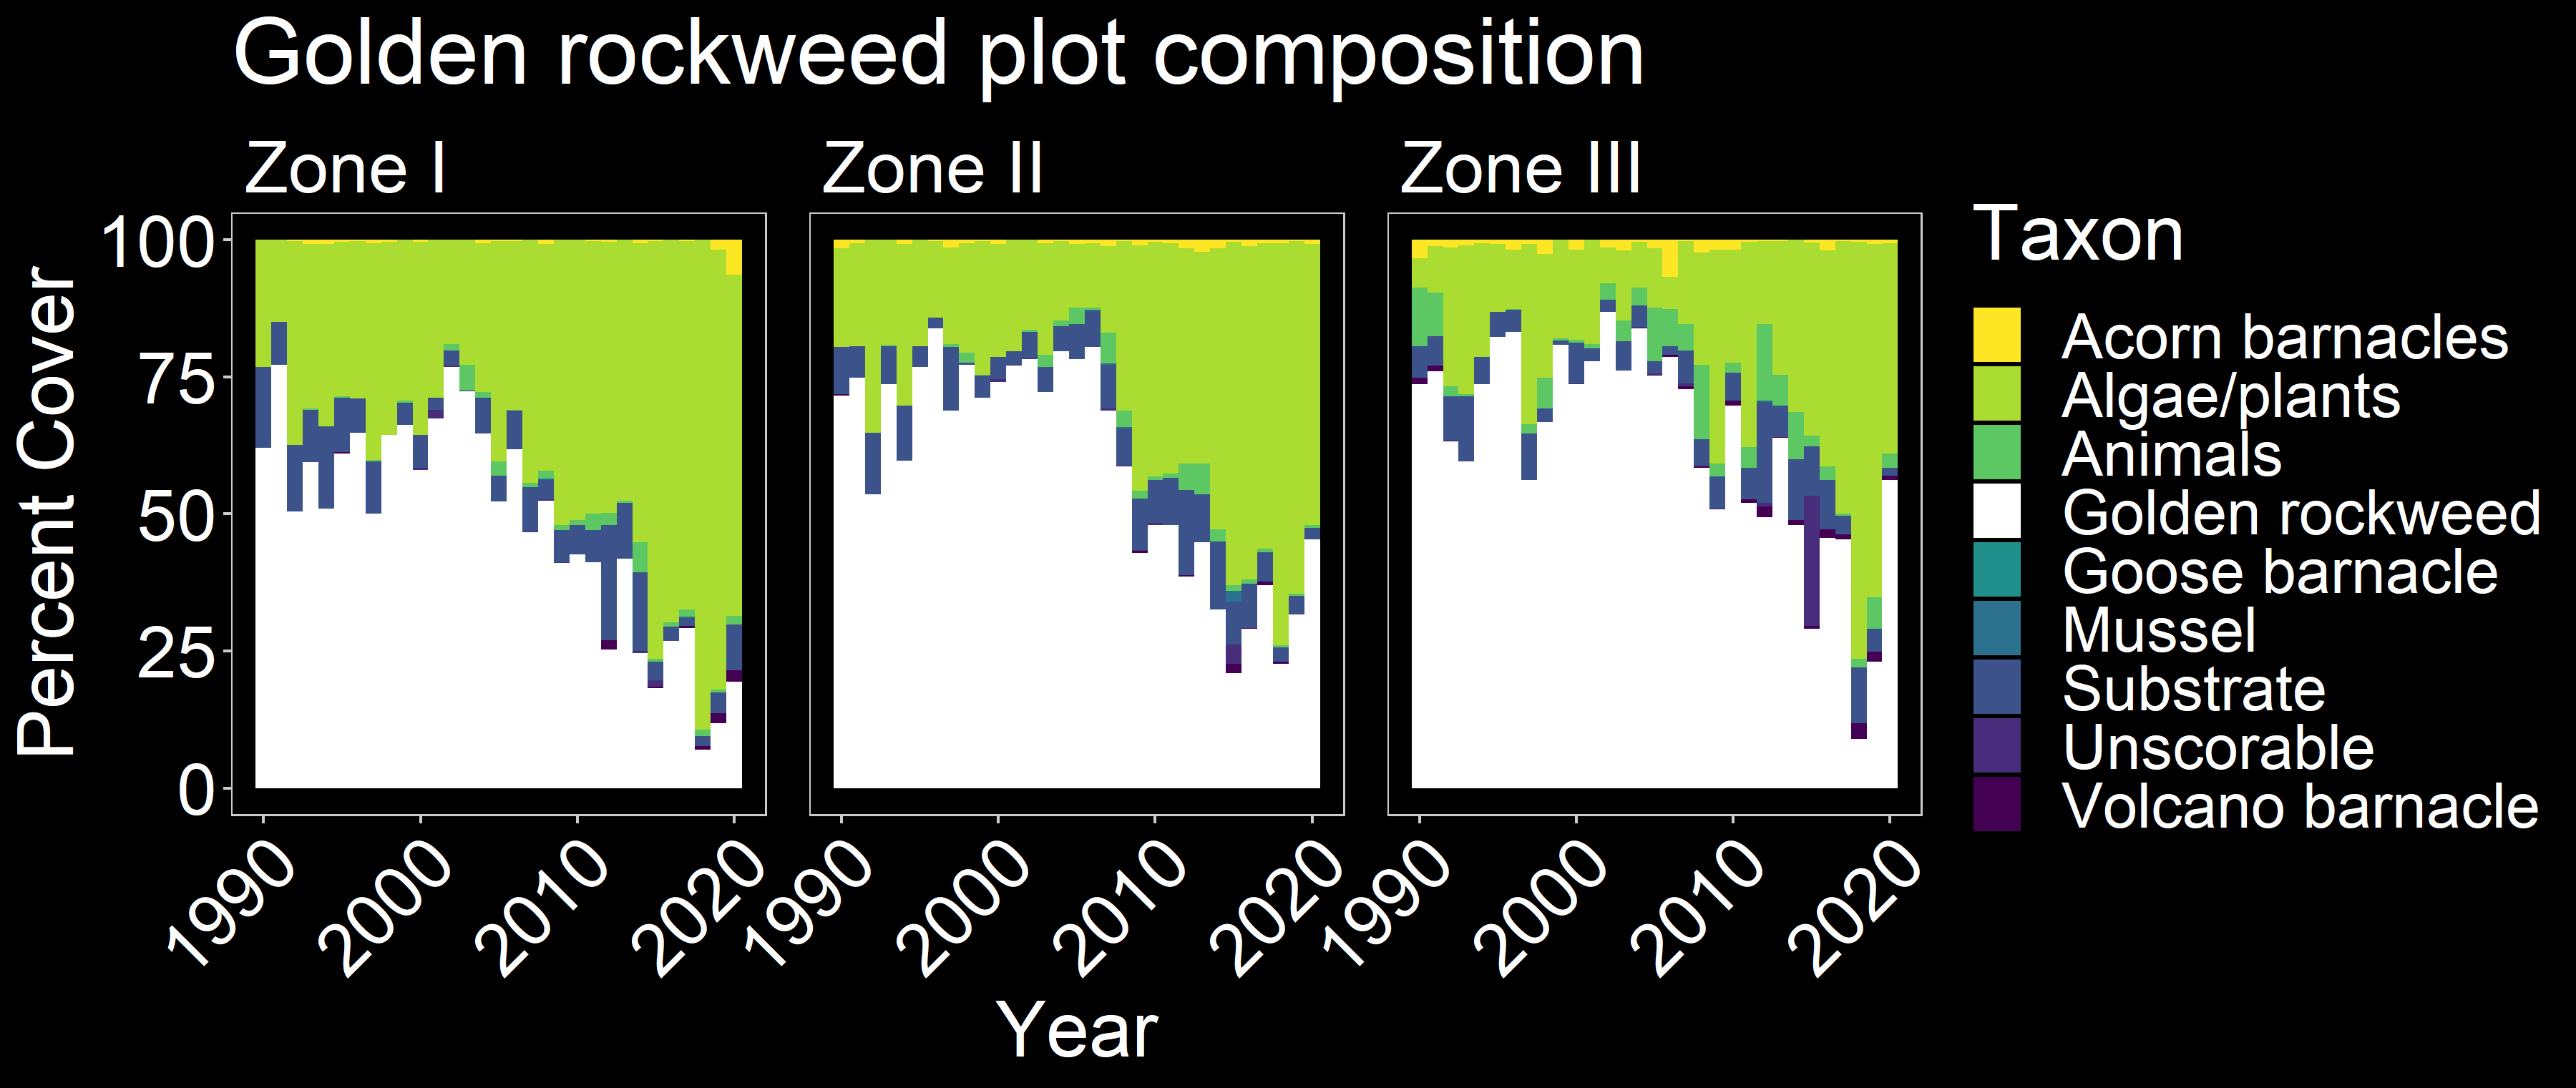 Golden rockweed plot composition
Zone I
Zone II
Zone III
Percent Cover
100
75
50
25
0
1990
2000
2010
2020
1990
2000
2010
2020
1990
2000
2010
2020
Year
Taxon
Acorn barnacles
Algae/plants
Animals
Golden rockweed
Goose barnacle
Mussel
Substrate
Unscorable
Volcano barnacle